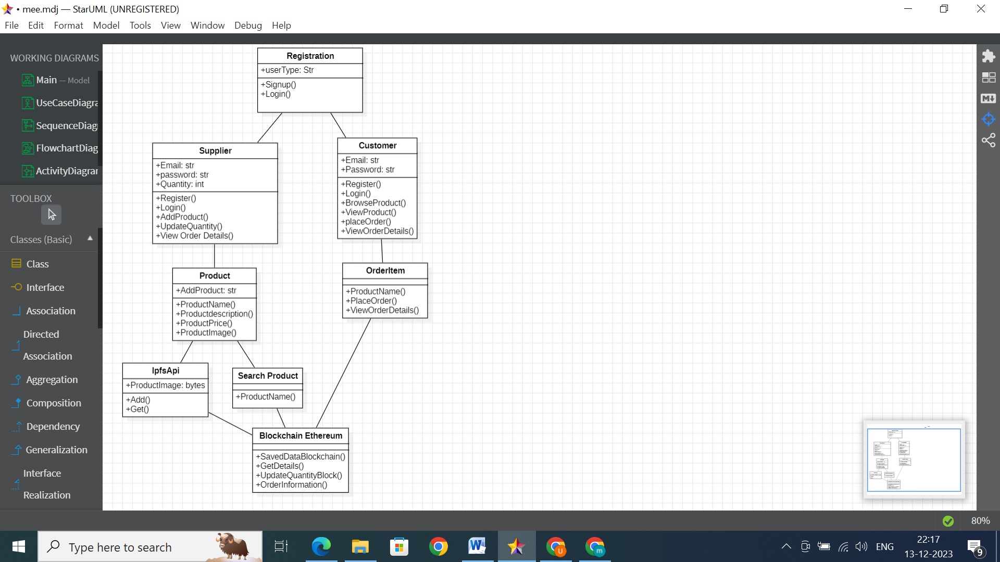 • mee.mdj — StarUML (UNREGISTERED)
File Edit Format Model Tools View Window Debug Help
WORKING DIAGRAMS
Main — Model
UseCaseDiagra
SequenceDiag
FlowchartDiag
ActivityDiagrar
TOOLBOX
Classes (Basic)
Class
Interface
Association
Directed
Association
Aggregation
Composition
Dependency
Generalization
Interface
Realization
Registration
+userType: Str
+Signup()
+Login()
Supplier
+Email: str
+password: str
+Quantity: int
+Register()
+Login()
+AddProduct()
+UpdateQuantity()
+View Order Details()
Customer
+Email: str
+Password: str
+Register()
+Login()
+BrowseProduct()
+ViewProduct()
+placeOrder()
+ViewOrderDetails()
Product
+AddProduct: str
+ProductName()
+Productdescription()
+ProductPrice()
+ProductImage()
OrderItem
+ProductName()
+PlaceOrder()
+ViewOrderDetails()
IpfsApi
+ProductImage: bytes
+Add()
+Get()
Search Product
+ProductName()
Blockchain Ethereum
+SavedDataBlockchain()
+GetDetails()
+UpdateQuantityBlock()
+OrderInformation()
80%
Type here to search
ENG
22:17
13-12-2023
9